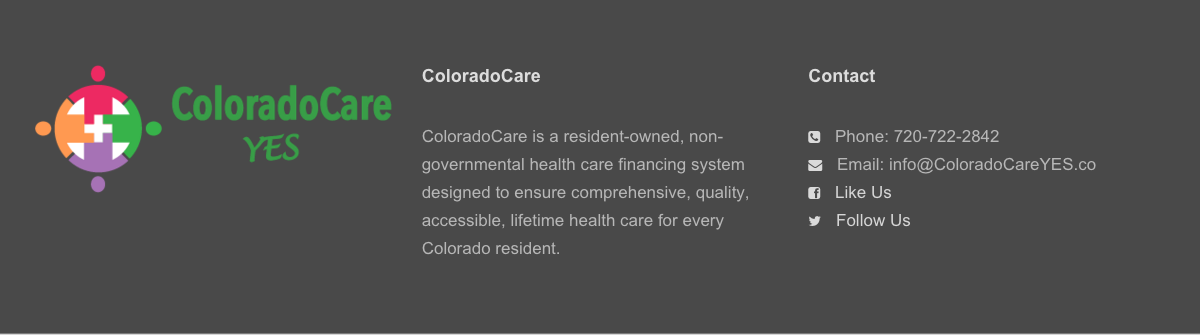 ColoradoCare
YES
ColoradoCare
ColoradoCare is a resident-owned, non-
governmental health care financing system
designed to ensure comprehensive, quality,
accessible, lifetime health care for every
Colorado resident.
Contact
Phone: 720-722-2842
Email: info@ColoradoCareYES.co
Like Us
Follow Us